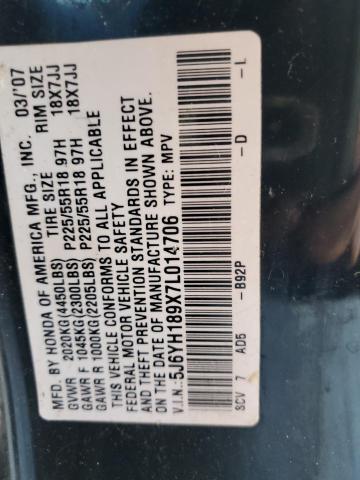 MFD. BY HONDA OF AMERICA MFG., INC. 03/'07
TIRE SIZE RIM SIZE
GVWR 2020KG(4450LBS) P225/55R18 97H 18X7JJ
GAWR F 1045KG(2300LBS) P225/55R18 97H 18X7JJ
GAWR R 1000KG(2205LBS)
THIS VEHICLE CONFORMS TO ALL APPLICABLE
FEDERAL MOTOR VEHICLE SAFETY
AND THEFT PREVENTION STANDARDS IN EFFECT
ON THE DATE OF MANUFACTURE SHOWN ABOVE.
V.I.N.: 5J6YH189X7L014706 TYPE: MPV
SCV 7 AD5 -B92P -D -L